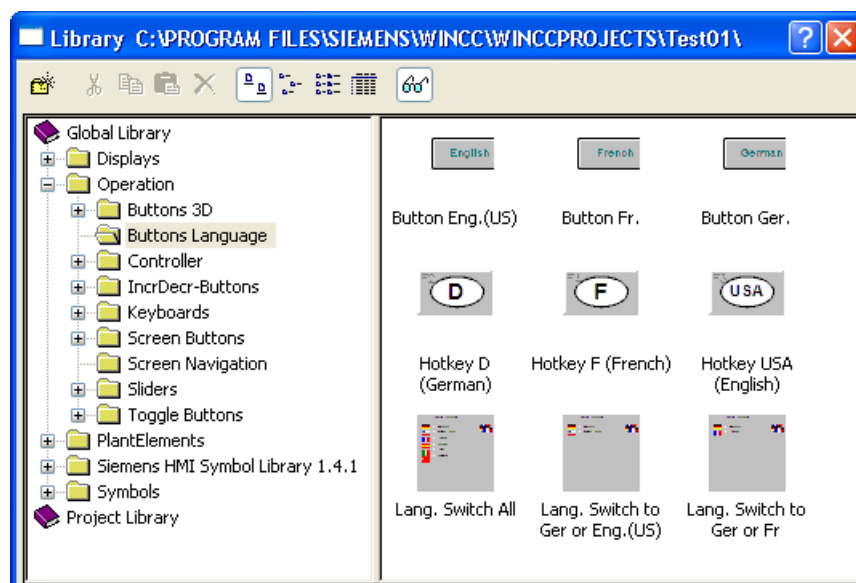 Library C:\PROGRAM FILES\SIEMENS\WINCC\WINCCPROJECTS\Test01\
Global Library
Displays
Operation
Buttons 3D
Buttons Language
Controller
IncrDecr-Buttons
Keyboards
Screen Buttons
Screen Navigation
Sliders
Toggle Buttons
PlantElements
Siemens HMI Symbol Library 1.4.1
Symbols
Project Library
English
French
German
Button Eng.(US)
Button Fr.
Button Ger.
D
F
USA
Hotkey D
(German)
Hotkey F (French)
Hotkey USA
(English)
Lang. Switch All
Lang. Switch to
Ger or Eng.(US)
Lang. Switch to
Ger or Fr